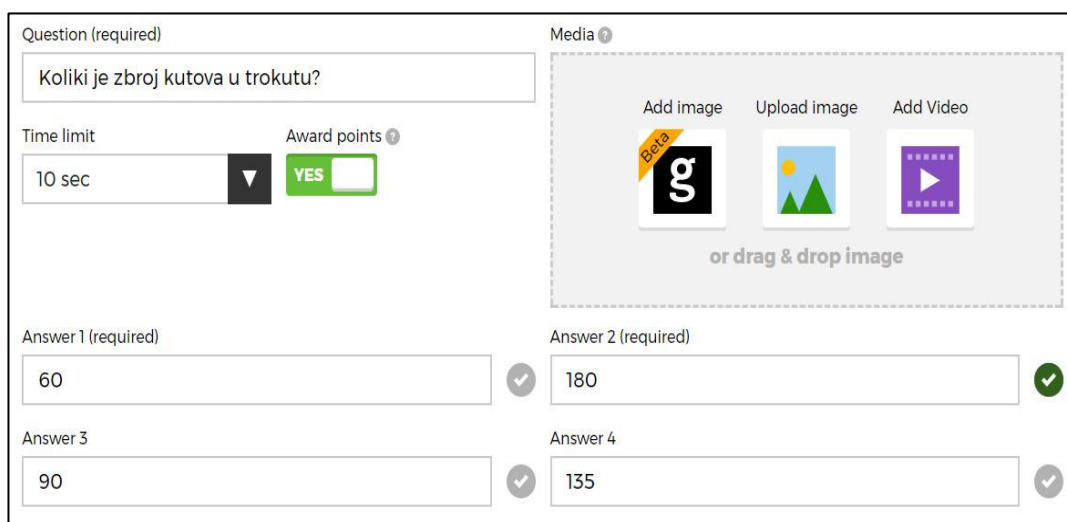 Question (required)
Koliki je zbroj kutova u trokutu?
Time limit
Award points ?
10 sec
YES
Media ?
Add image
Upload image
Add Video
Beta
g
or drag & drop image
Answer 1 (required)
60
Answer 2 (required)
180
Answer 3
90
Answer 4
135